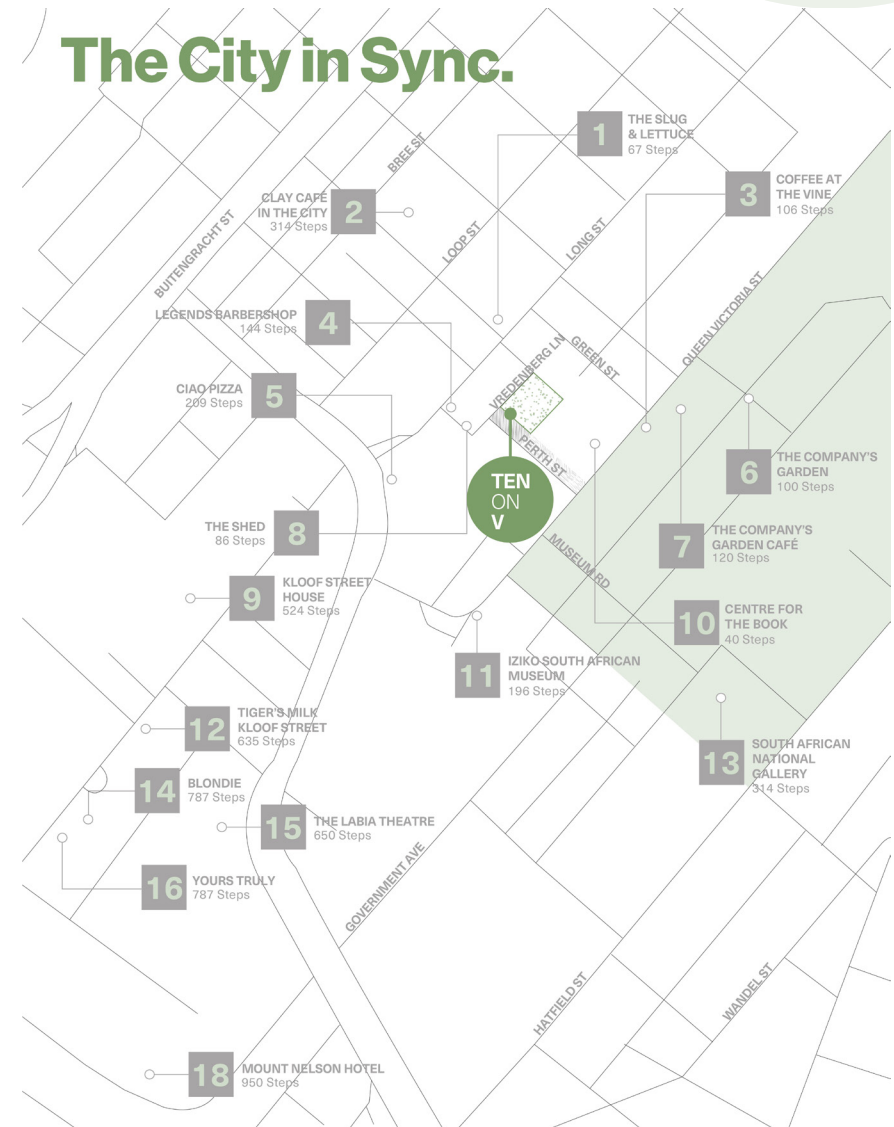 The City in Sync.
1
THE SLUG
& LETTUCE
67 Steps
BREE ST
2
CLAY CAFÉ
IN THE CITY
314 Steps
3
COFFEE AT
THE VINE
106 Steps
BUITENGRACHT ST
LOOP ST
LONG ST
QUEEN VICTORIA ST
4
LEGENDS BARBERSHOP
144 Steps
VREDENBERG LN
GREEN ST
5
CIAO PIZZA
209 Steps
PERTH ST
TEN
ON
V
6
THE COMPANY'S
GARDEN
100 Steps
7
THE COMPANY'S
GARDEN CAFÉ
120 Steps
8
THE SHED
86 Steps
MUSEUM RD
9
KLOOF STREET
HOUSE
524 Steps
10
CENTRE FOR
THE BOOK
40 Steps
11
IZIKO SOUTH AFRICAN
MUSEUM
196 Steps
12
TIGER'S MILK
KLOOF STREET
635 Steps
13
SOUTH AFRICAN
NATIONAL
GALLERY
314 Steps
14
BLONDIE
787 Steps
15
THE LABIA THEATRE
650 Steps
16
YOURS TRULY
787 Steps
GOVERNMENT AVE
HATFIELD ST
WANDEL ST
18
MOUNT NELSON HOTEL
950 Steps